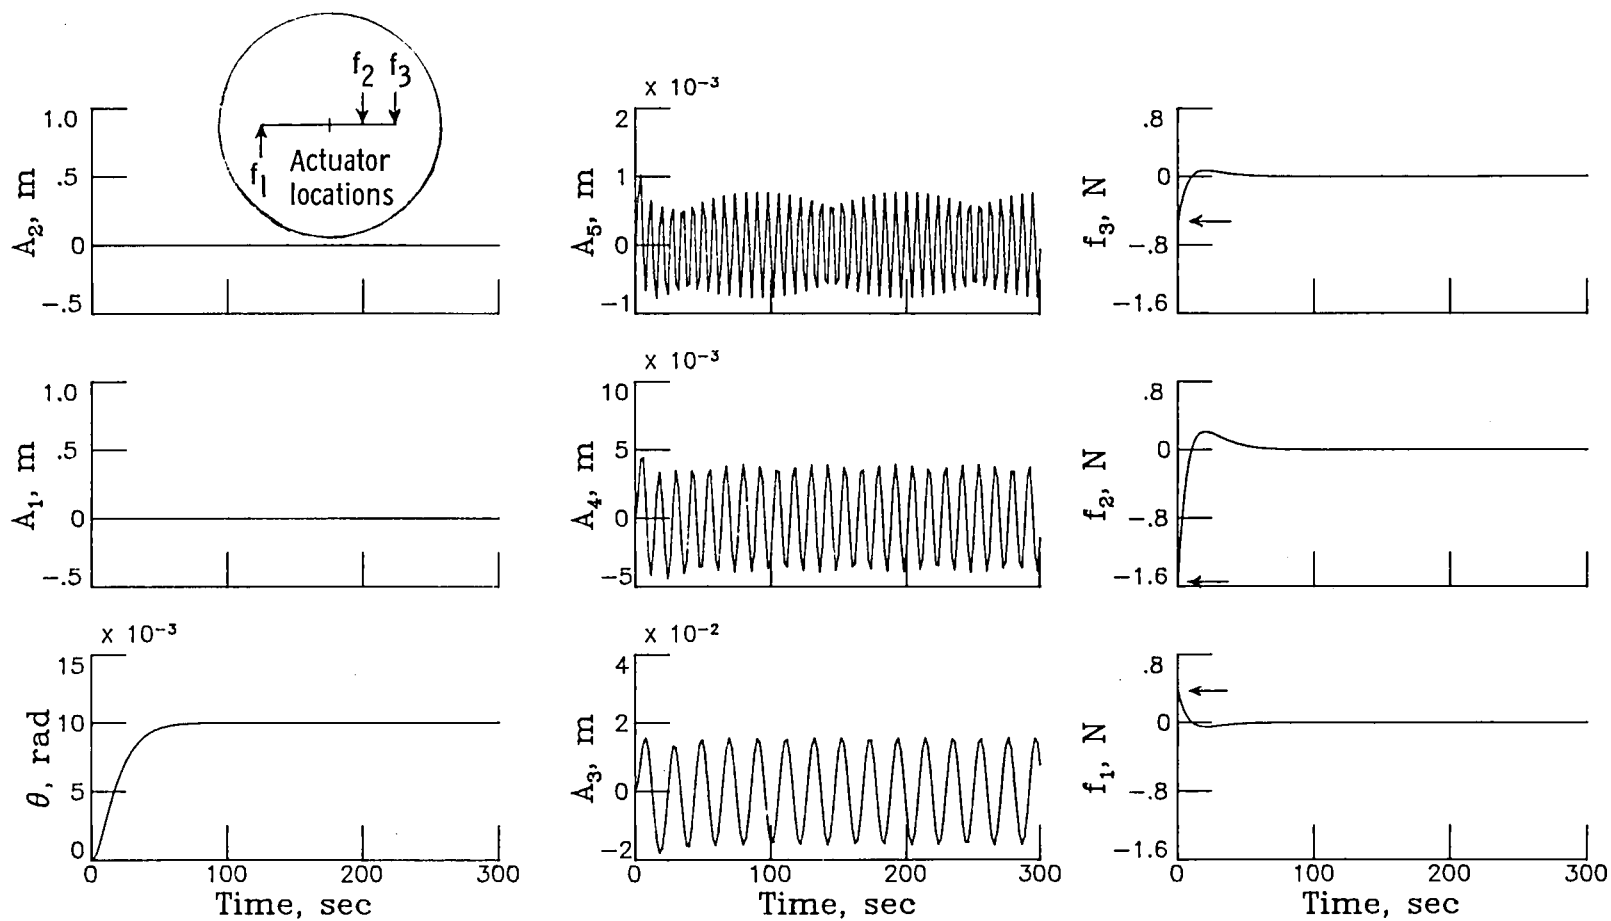 f2 f3
f1
Actuator
locations
1.0
.5
0
-.5
A2, m
1.0
.5
0
-.5
A1, m
X 10-3
15
10
5
0
θ, rad
0 100 200 300
Time, sec
X 10-3
2
1
0
-1
A5, m
X 10-3
10
5
0
-5
A4, m
X 10-2
4
2
0
-2
A3, m
0 100 200 300
Time, sec
.8
0
-.8
-1.6
f3, N
.8
0
-.8
-1.6
f2, N
.8
0
-.8
-1.6
f1, N
0 100 200 300
Time, sec